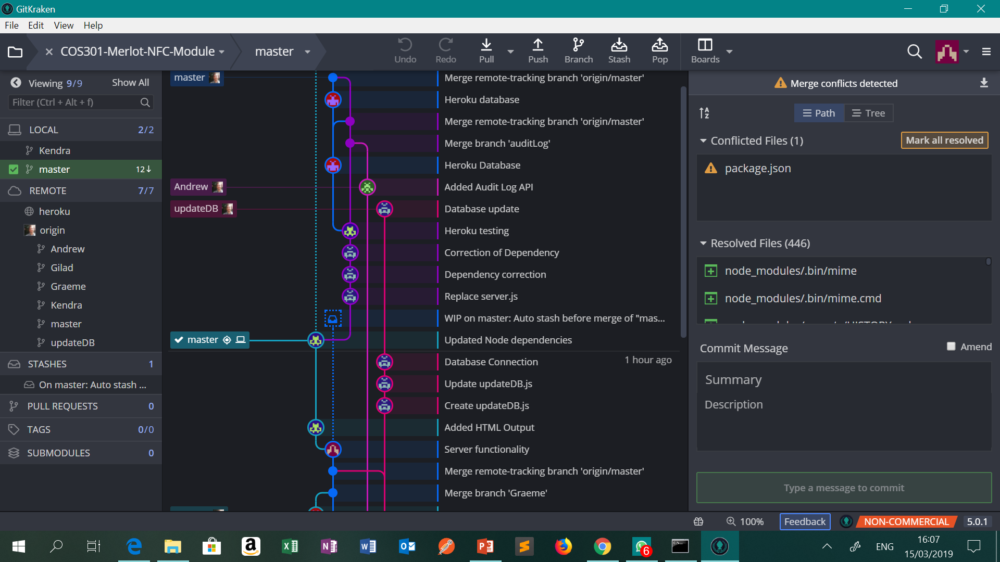 GitKraken
File Edit View Help
COS301-Merlot-NFC-Module
master
Undo
Redo
Pull
Push
Branch
Stash
Pop
Boards
Viewing 9/9
Show All
Filter (Ctrl + Alt + f)
LOCAL 2/2
Kendra
master 12↓
REMOTE 7/7
heroku
origin
Andrew
Gilad
Graeme
Kendra
master
updateDB
STASHES 1
On master: Auto stash ...
PULL REQUESTS 0
TAGS 0/0
SUBMODULES 0
master Merge remote-tracking branch 'origin/master'
Heroku database
Merge remote-tracking branch 'origin/master'
Merge branch 'auditLog'
Heroku Database
Andrew Added Audit Log API
updateDB Database update
Heroku testing
Correction of Dependency
Dependency correction
Replace server.js
WIP on master: Auto stash before merge of "mas...
master Updated Node dependencies
Database Connection 1 hour ago
Update updateDB.js
Create updateDB.js
Added HTML Output
Server functionality
Merge remote-tracking branch 'origin/master'
Merge branch 'Graeme'
Merge conflicts detected
Path Tree
Conflicted Files (1) Mark all resolved
package.json
Resolved Files (446)
node_modules/.bin/mime
node_modules/.bin/mime.cmd
Commit Message Amend
Summary
Description
Type a message to commit
100% Feedback NON-COMMERCIAL 5.0.1
6
ENG
16:07
15/03/2019